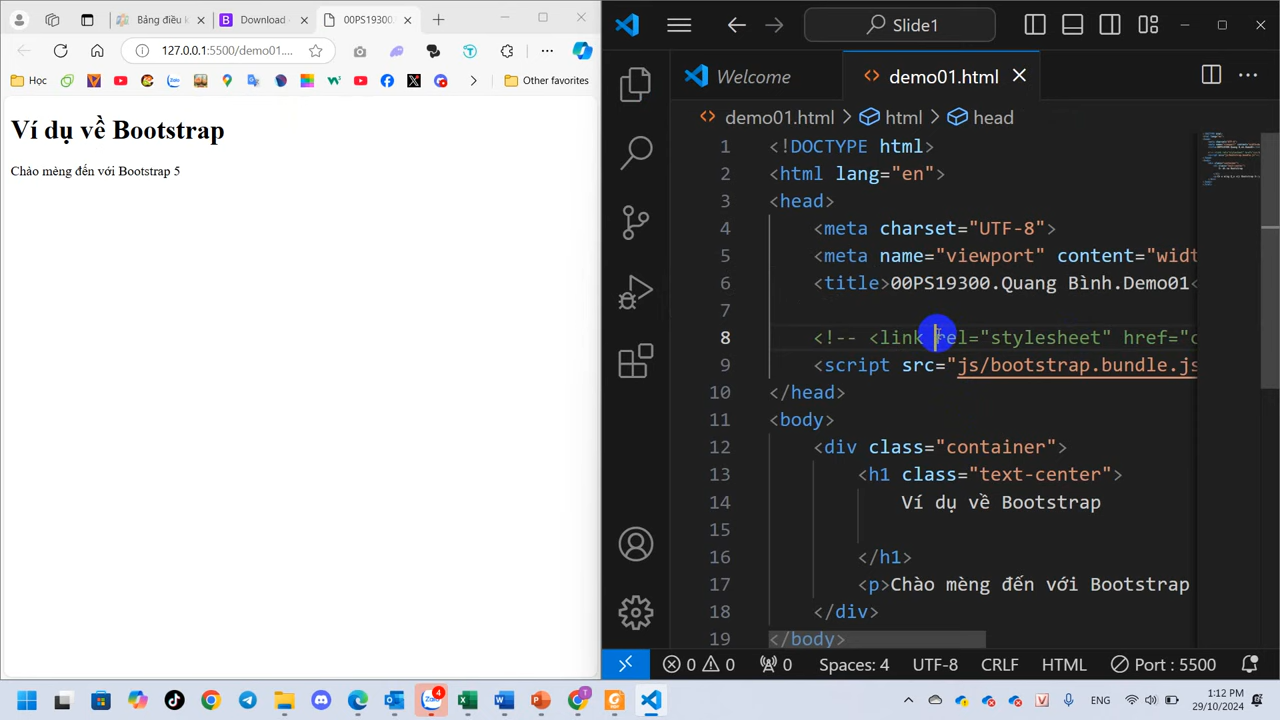 Bảng điều k
Download -
00PS19300.
127.0.0.1:5500/demo01....
Học
Other favorites
Ví dụ về Bootstrap
Chào mừng đến với Bootstrap 5
Slide1
Welcome
demo01.html
demo01.html > html > head
1 <!DOCTYPE html>
2 <html lang="en">
3 <head>
4 <meta charset="UTF-8">
5 <meta name="viewport" content="widt
6 <title>00PS19300.Quang Bình.Demo01<
7
8 <!-- <link rel="stylesheet" href="c
9 <script src="js/bootstrap.bundle.js
10 </head>
11 <body>
12 <div class="container">
13 <h1 class="text-center">
14 Ví dụ về Bootstrap
15
16 </h1>
17 <p>Chào mừng đến với Bootstrap
18 </div>
19 </body>
0 0 0 Spaces: 4 UTF-8 CRLF HTML Port : 5500
4
ENG
1:12 PM
29/10/2024